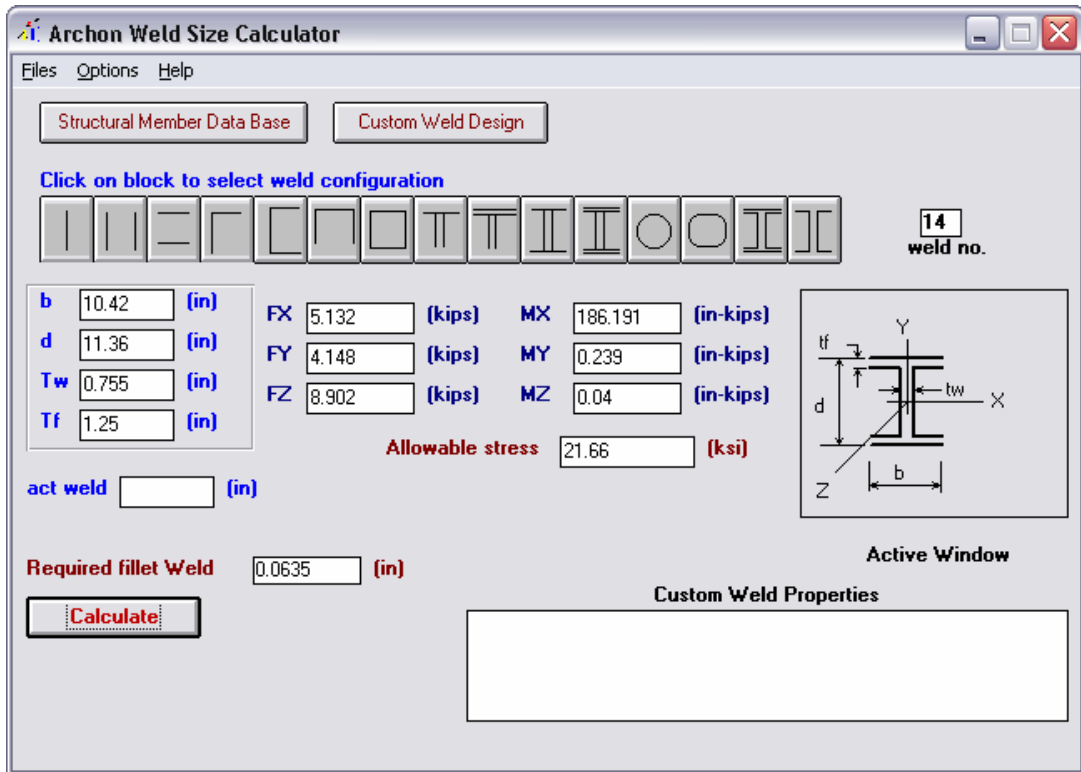 Archon Weld Size Calculator
Files Options Help
Structural Member Data Base Custom Weld Design
Click on block to select weld configuration
14
weld no.
b 10.42 (in)
d 11.36 (in)
Tw 0.755 (in)
Tf 1.25 (in)
FX 5.132 (kips) MX 186.191 (in-kips)
FY 4.148 (kips) MY 0.239 (in-kips)
FZ 8.902 (kips) MZ 0.04 (in-kips)
Allowable stress 21.66 (ksi)
Y
tf
tw
X
d
Z
b
act weld (in)
Active Window
Required fillet Weld 0.0635 (in)
Custom Weld Properties
Calculate